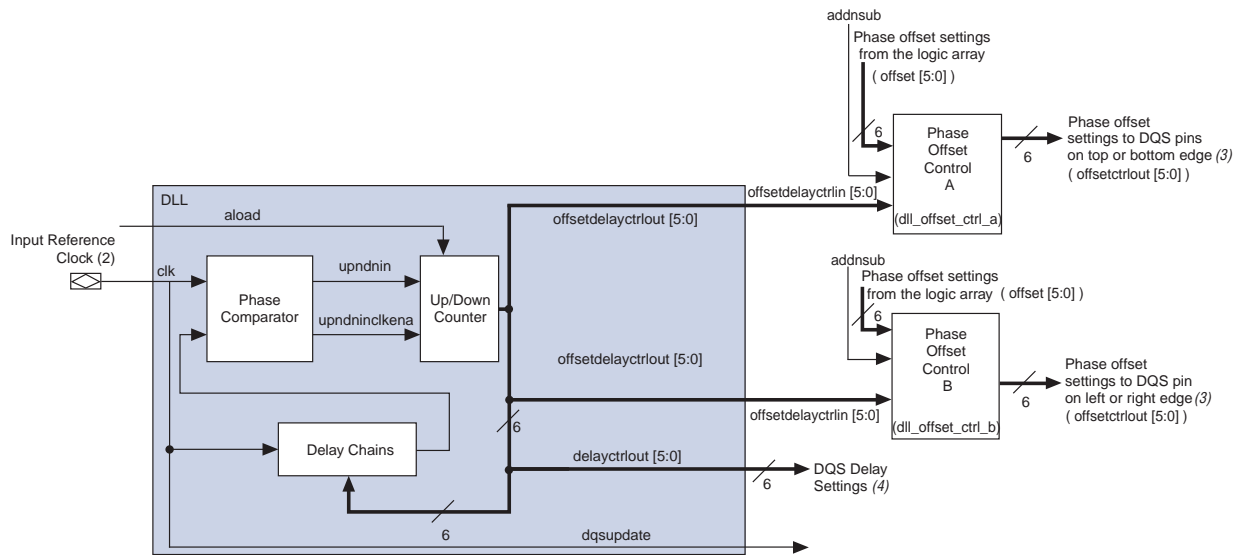 addnsub
Phase offset settings
from the logic array
( offset [5:0] )
6
Phase
Offset
Control
A
(dll_offset_ctrl_a)
6
Phase offset
settings to DQS pins
on top or bottom edge (3)
( offsetctrlout [5:0] )
DLL
aload
offsetdelayctrlout [5:0]
offsetdelayctrlin [5:0]
Input Reference
Clock (2)
clk
Phase
Comparator
upndnin
upndninclkena
Up/Down
Counter
addnsub
Phase offset settings
from the logic array ( offset [5:0] )
6
Phase
Offset
Control
B
(dll_offset_ctrl_b)
6
Phase offset
settings to DQS pin
on left or right edge (3)
( offsetctrlout [5:0] )
offsetdelayctrlout [5:0]
offsetdelayctrlin [5:0]
6
Delay Chains
delayctrlout [5:0]
6
DQS Delay
Settings (4)
6
dqsupdate